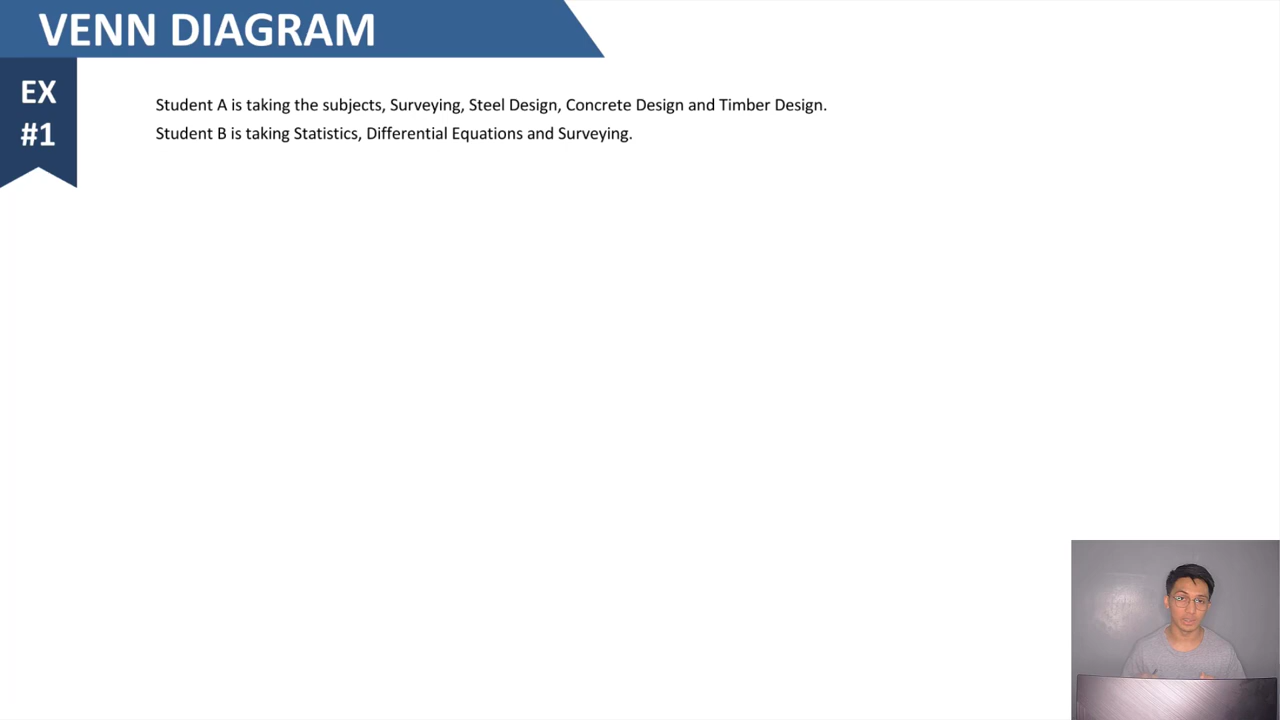 VENN DIAGRAM
EX
#1
Student A is taking the subjects, Surveying, Steel Design, Concrete Design and Timber Design.
Student B is taking Statistics, Differential Equations and Surveying.